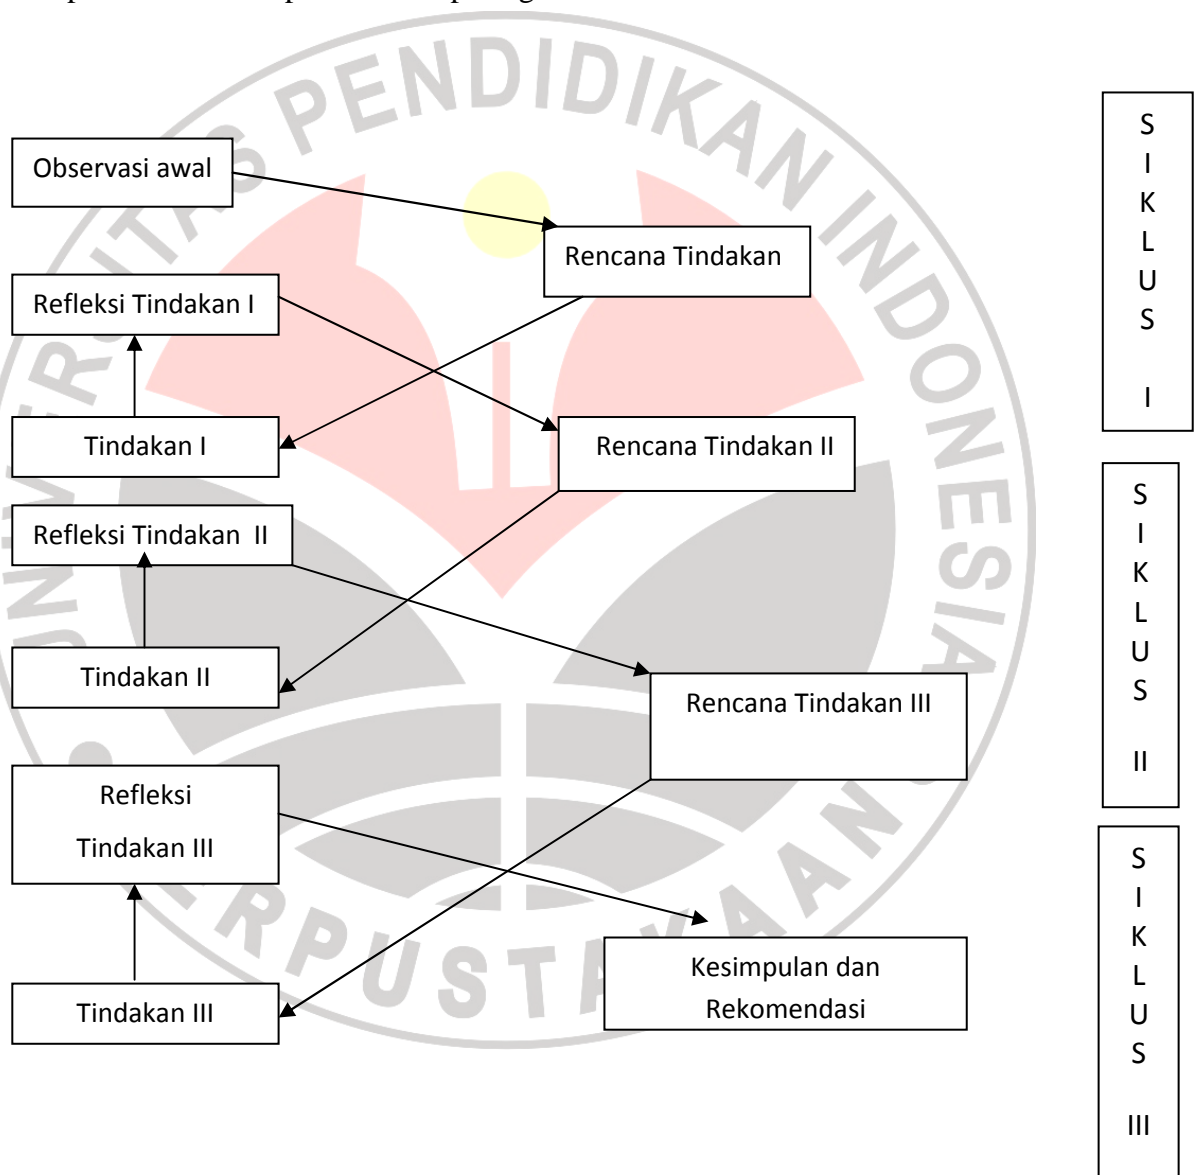 Observasi awal
Rencana Tindakan
Refleksi Tindakan I
Tindakan I
Rencana Tindakan II
Refleksi Tindakan  II
Tindakan II
Rencana Tindakan III
Refleksi
Tindakan III
Tindakan III
Kesimpulan dan
Rekomendasi
S
I
K
L
U
S
I
S
I
K
L
U
S
II
S
I
K
L
U
S
III
PENDIDIKAN INDONESIA